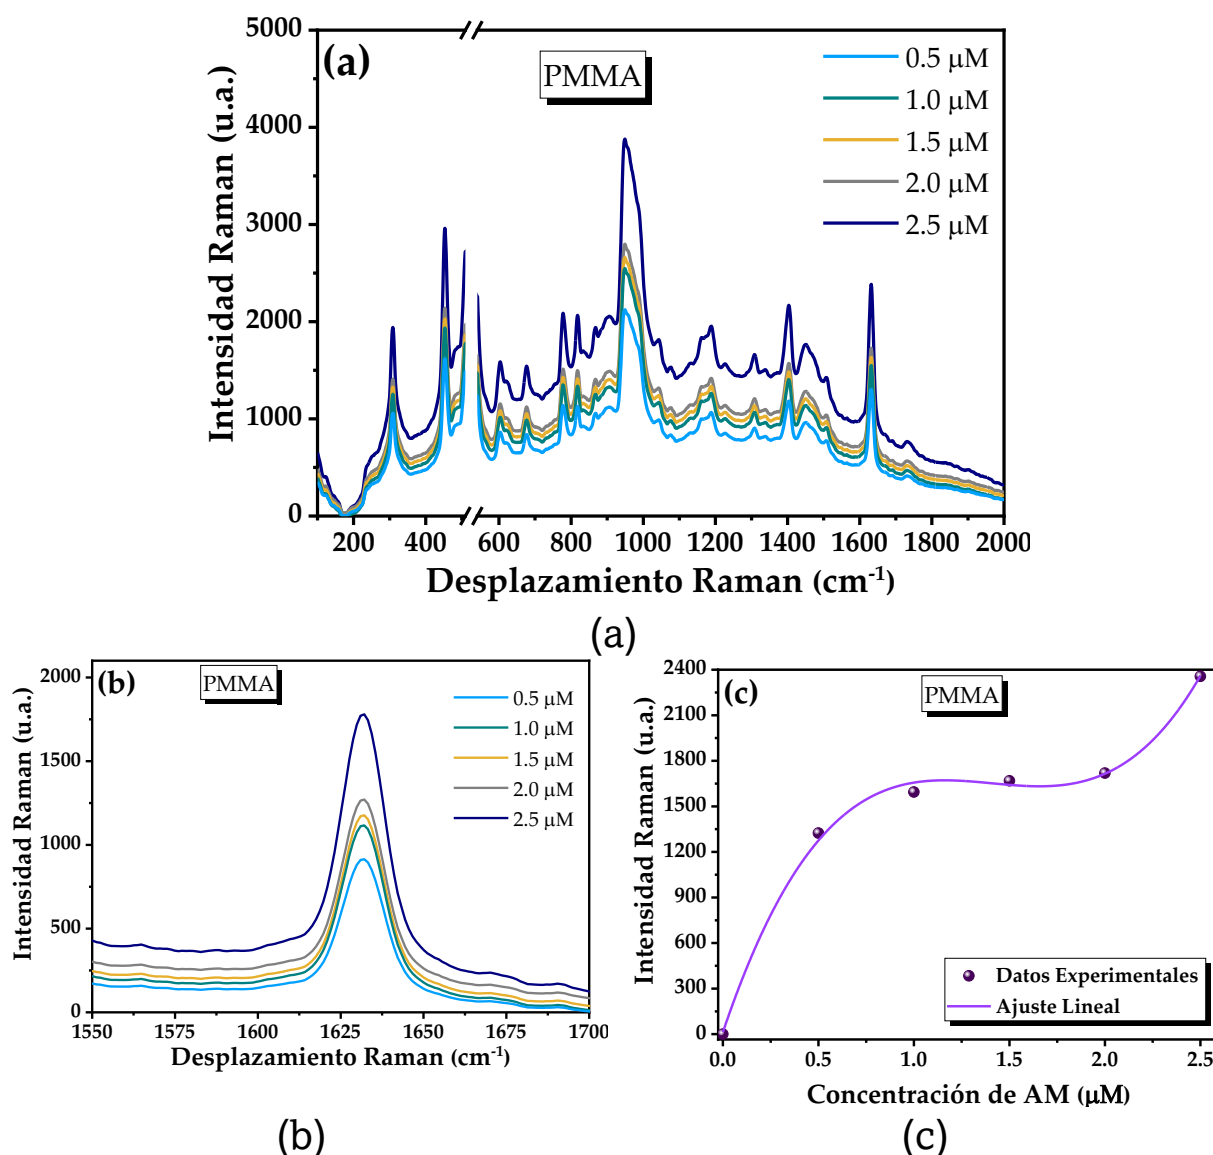 (a)
PMMA
0.5 μM
1.0 μM
1.5 μM
2.0 μM
2.5 μM
Intensidad Raman (u.a.)
5000
4000
3000
2000
1000
0
200 400 600 800 1000 1200 1400 1600 1800 2000
Desplazamiento Raman (cm⁻¹)
(a)
(b)
PMMA
0.5 μM
1.0 μM
1.5 μM
2.0 μM
2.5 μM
Intensidad Raman (u.a.)
2000
1500
1000
500
0
1550 1575 1600 1625 1650 1675 1700
Desplazamiento Raman (cm⁻¹)
(b)
(c)
PMMA
Intensidad Raman (u.a.)
2400
2100
1800
1500
1200
900
600
300
0
Datos Experimentales
Ajuste Lineal
0.0 0.5 1.0 1.5 2.0 2.5
Concentración de AM (μM)
(c)